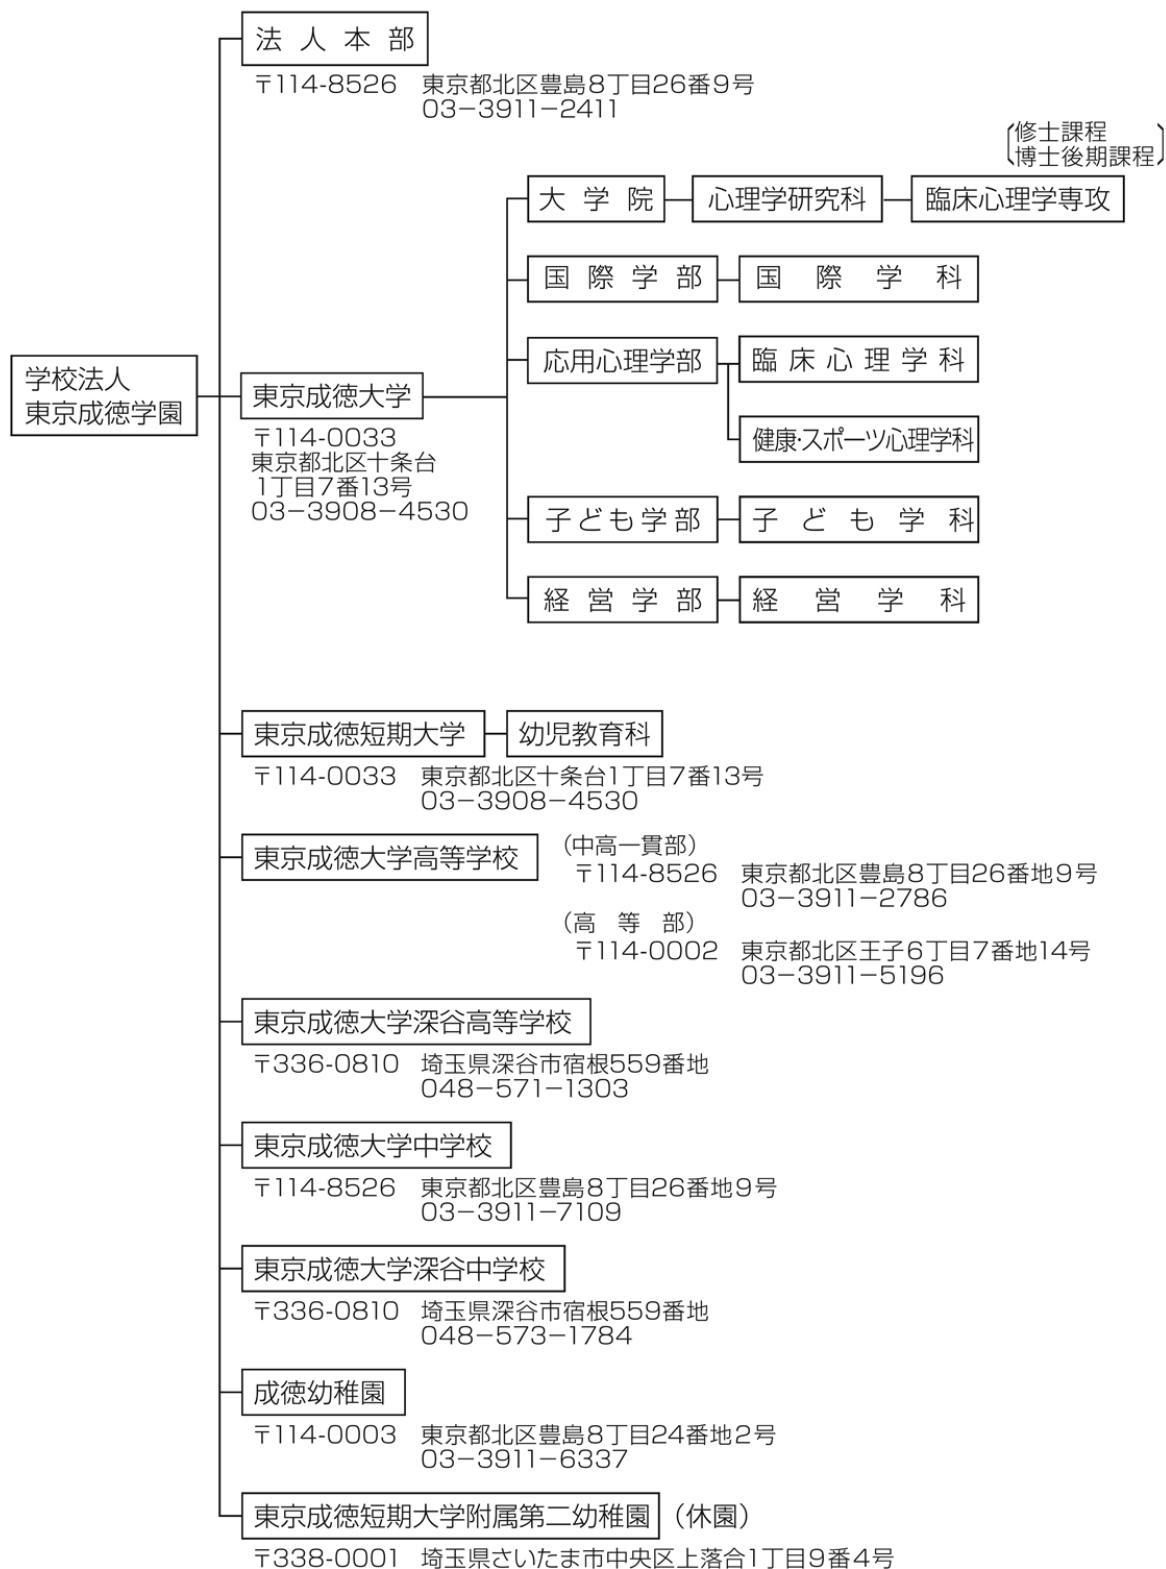 法人本部
〒114-8526 東京都北区豊島8丁目26番9号
03−3911−2411
修士課程
博士後期課程
大学院 心理学研究科 臨床心理学専攻
国際学部 国際学科
応用心理学部 臨床心理学科
健康・スポーツ心理学科
子ども学部 子ども学科
経営学部 経営学科
学校法人
東京成徳学園
東京成徳大学
〒114-0033
東京都北区十条台
1丁目7番13号
03−3908−4530
東京成徳短期大学 幼児教育科
〒114-0033 東京都北区十条台1丁目7番13号
03−3908−4530
東京成徳大学高等学校
(中高一貫部)
〒114-8526 東京都北区豊島8丁目26番地9号
03−3911−2786
(高 等 部)
〒114-0002 東京都北区王子6丁目7番地14号
03−3911−5196
東京成徳大学深谷高等学校
〒336-0810 埼玉県深谷市宿根559番地
048−571−1303
東京成徳大学中学校
〒114-8526 東京都北区豊島8丁目26番地9号
03−3911−7109
東京成徳大学深谷中学校
〒336-0810 埼玉県深谷市宿根559番地
048−573−1784
成徳幼稚園
〒114-0003 東京都北区豊島8丁目24番地2号
03−3911−6337
東京成徳短期大学附属第二幼稚園 (休園)
〒338-0001 埼玉県さいたま市中央区上落合1丁目9番4号